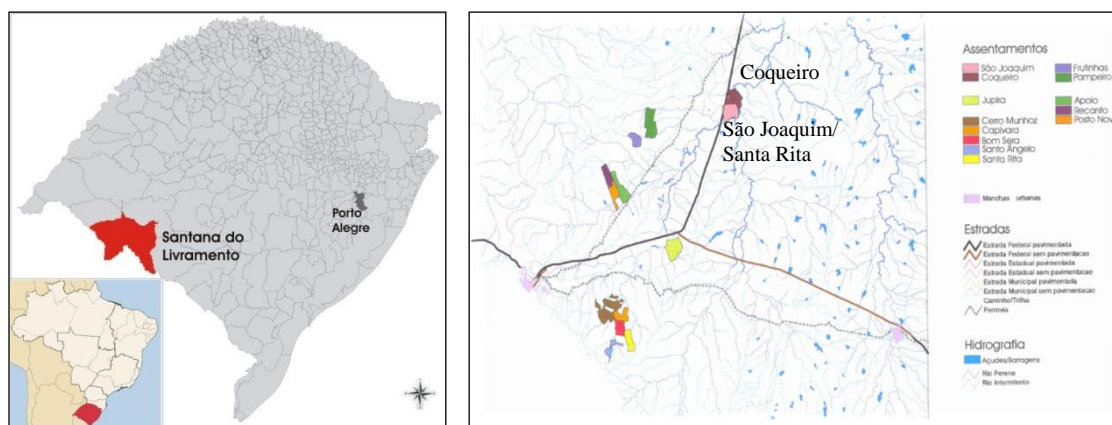 Santana do
Livramento
Porto
Alegre
Coqueiro
São Joaquim/
Santa Rita
Assentamentos
São Joaquim
Coqueiro
Jupira
Cerro Munhoz
Capivara
Bom Sera
Santo Angelo
Santa Rita
Frutinhas
Pampeiro
Apoio
Recanto
Posto Nov
Manchas urbanas
Estradas
Estrada Federal pavimentada
Estrada Federal sem pavimentacao
Estrada Estadual pavimentada
Estrada Estadual sem pavimentacao
Estrada Municipal pavimentada
Estrada Municipal sem pavimentacao
Caminho/Trilha
Ferrovia
Hidrografia
Açudes/Barragens
Rio Perene
Rio Intermitente